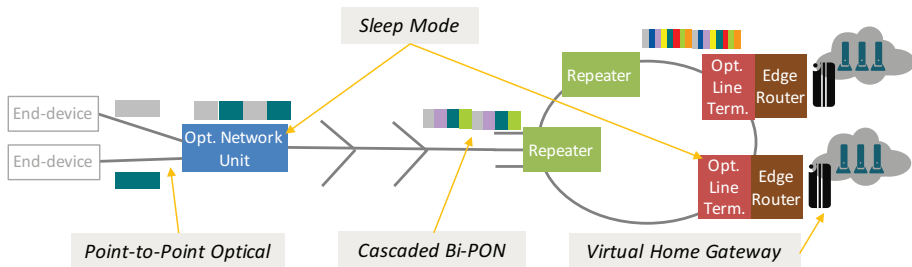 Sleep Mode
Repeater
Opt.
Line
Term.
Edge
Router
End-device
End-device
Opt. Network
Unit
Repeater
Opt.
Line
Term.
Edge
Router
Point-to-Point Optical
Cascaded Bi-PON
Virtual Home Gateway